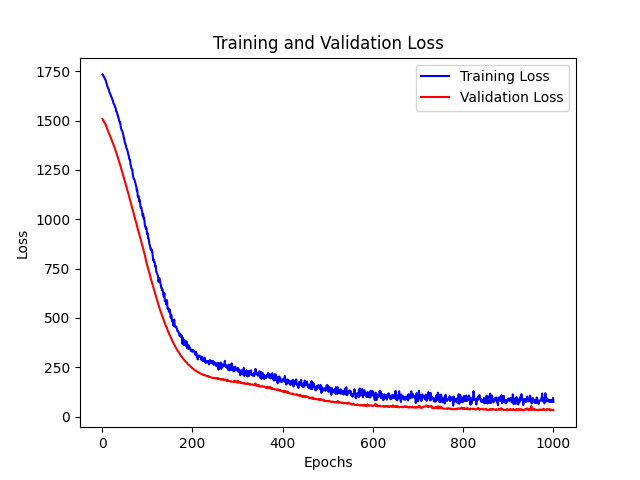 Training and Validation Loss
Training Loss
Validation Loss
Loss
1750
1500
1250
1000
750
500
250
0
0 200 400 600 800 1000
Epochs